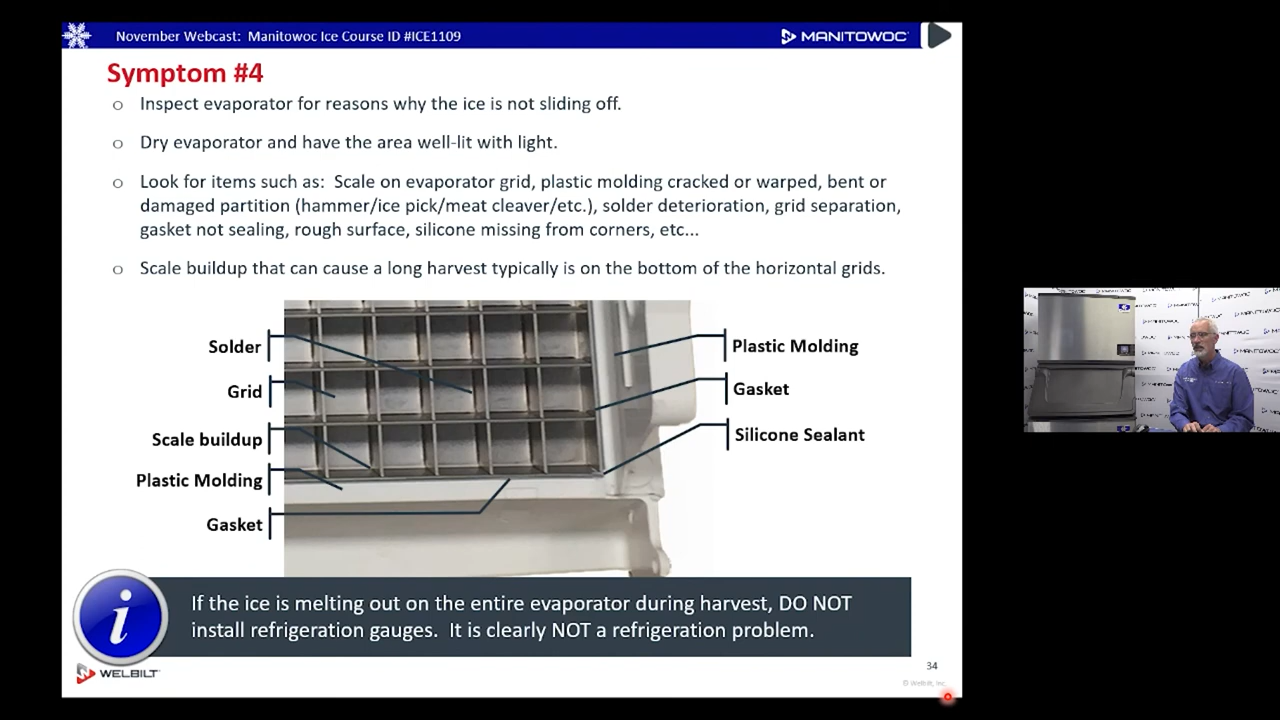 November Webcast: Manitowoc Ice Course ID #ICE1109
MANITOWOC
Symptom #4
o Inspect evaporator for reasons why the ice is not sliding off.
o Dry evaporator and have the area well-lit with light.
o Look for items such as: Scale on evaporator grid, plastic molding cracked or warped, bent or
damaged partition (hammer/ice pick/meat cleaver/etc.), solder deterioration, grid separation,
gasket not sealing, rough surface, silicone missing from corners, etc...
o Scale buildup that can cause a long harvest typically is on the bottom of the horizontal grids.
Solder
Grid
Scale buildup
Plastic Molding
Gasket
Plastic Molding
Gasket
Silicone Sealant
i
If the ice is melting out on the entire evaporator during harvest, DO NOT
install refrigeration gauges. It is clearly NOT a refrigeration problem.
WELBILT
34
© Welbilt, Inc.
MANITOWOC
MANITOWOC
MANITOWOC